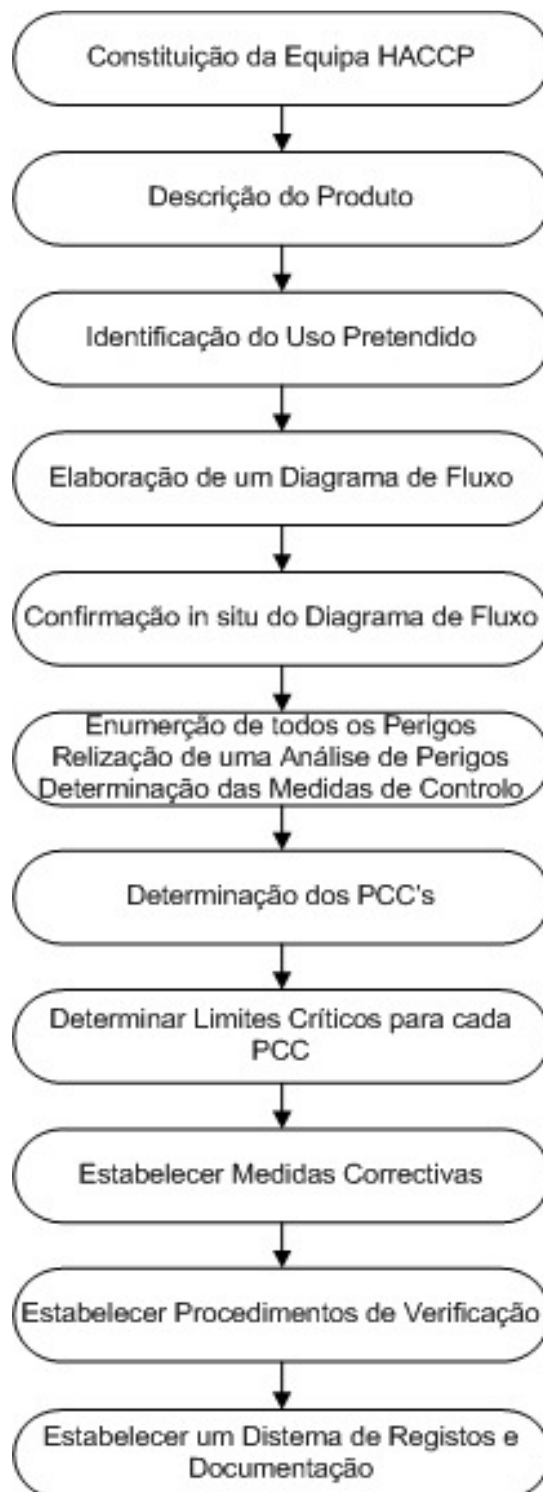 Constituição da Equipa HACCP
Descrição do Produto
Identificação do Uso Pretendido
Elaboração de um Diagrama de Fluxo
Confirmação in situ do Diagrama de Fluxo
Enumerção de todos os Perigos
Relização de uma Análise de Perigos
Determinação das Medidas de Controlo
Determinação dos PCC's
Determinar Limites Críticos para cada
PCC
Estabelecer Medidas Correctivas
Estabelecer Procedimentos de Verificação
Estabelecer um Distema de Registos e
Documentação